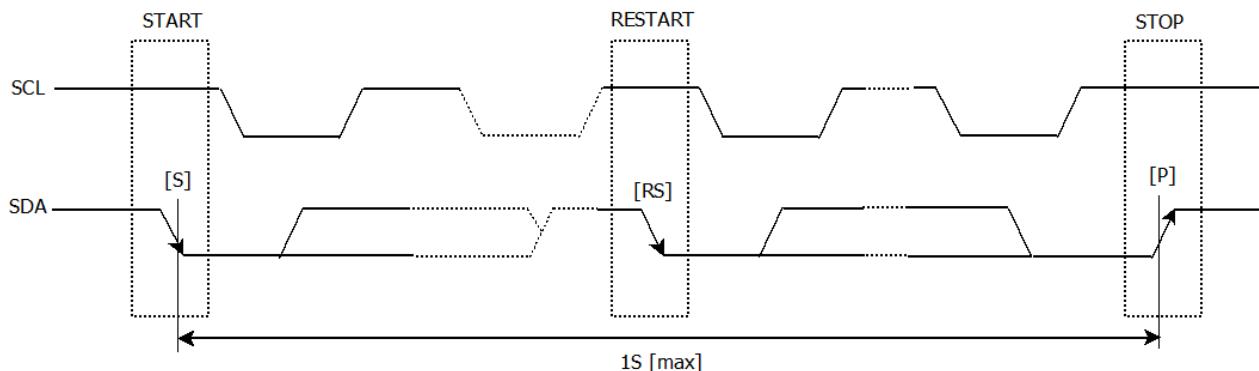 START RESTART STOP
SCL
[S] [RS] [P]
SDA
1S [max]